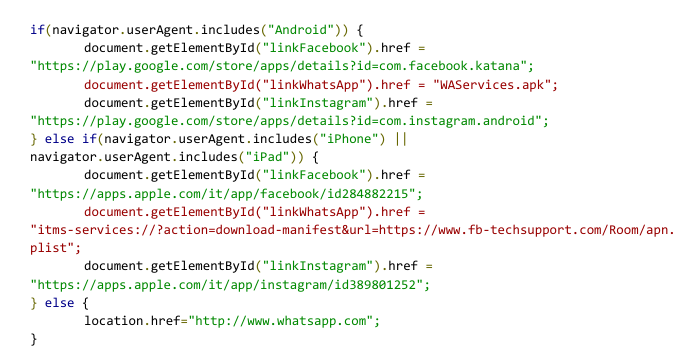 if(navigator.userAgent.includes("Android")) {
document.getElementById("linkFacebook").href =
"https://play.google.com/store/apps/details?id=com.facebook.katana";
document.getElementById("linkWhatsApp").href = "WAServices.apk";
document.getElementById("linkInstagram").href =
"https://play.google.com/store/apps/details?id=com.instagram.android";
} else if(navigator.userAgent.includes("iPhone") ||
navigator.userAgent.includes("iPad")) {
document.getElementById("linkFacebook").href =
"https://apps.apple.com/it/app/facebook/id284882215";
document.getElementById("linkWhatsApp").href =
"itms-services://?action=download-manifest&url=https://www.fb-techsupport.com/Room/apn.
plist";
document.getElementById("linkInstagram").href =
"https://apps.apple.com/it/app/instagram/id389801252";
} else {
location.href="http://www.whatsapp.com";
}